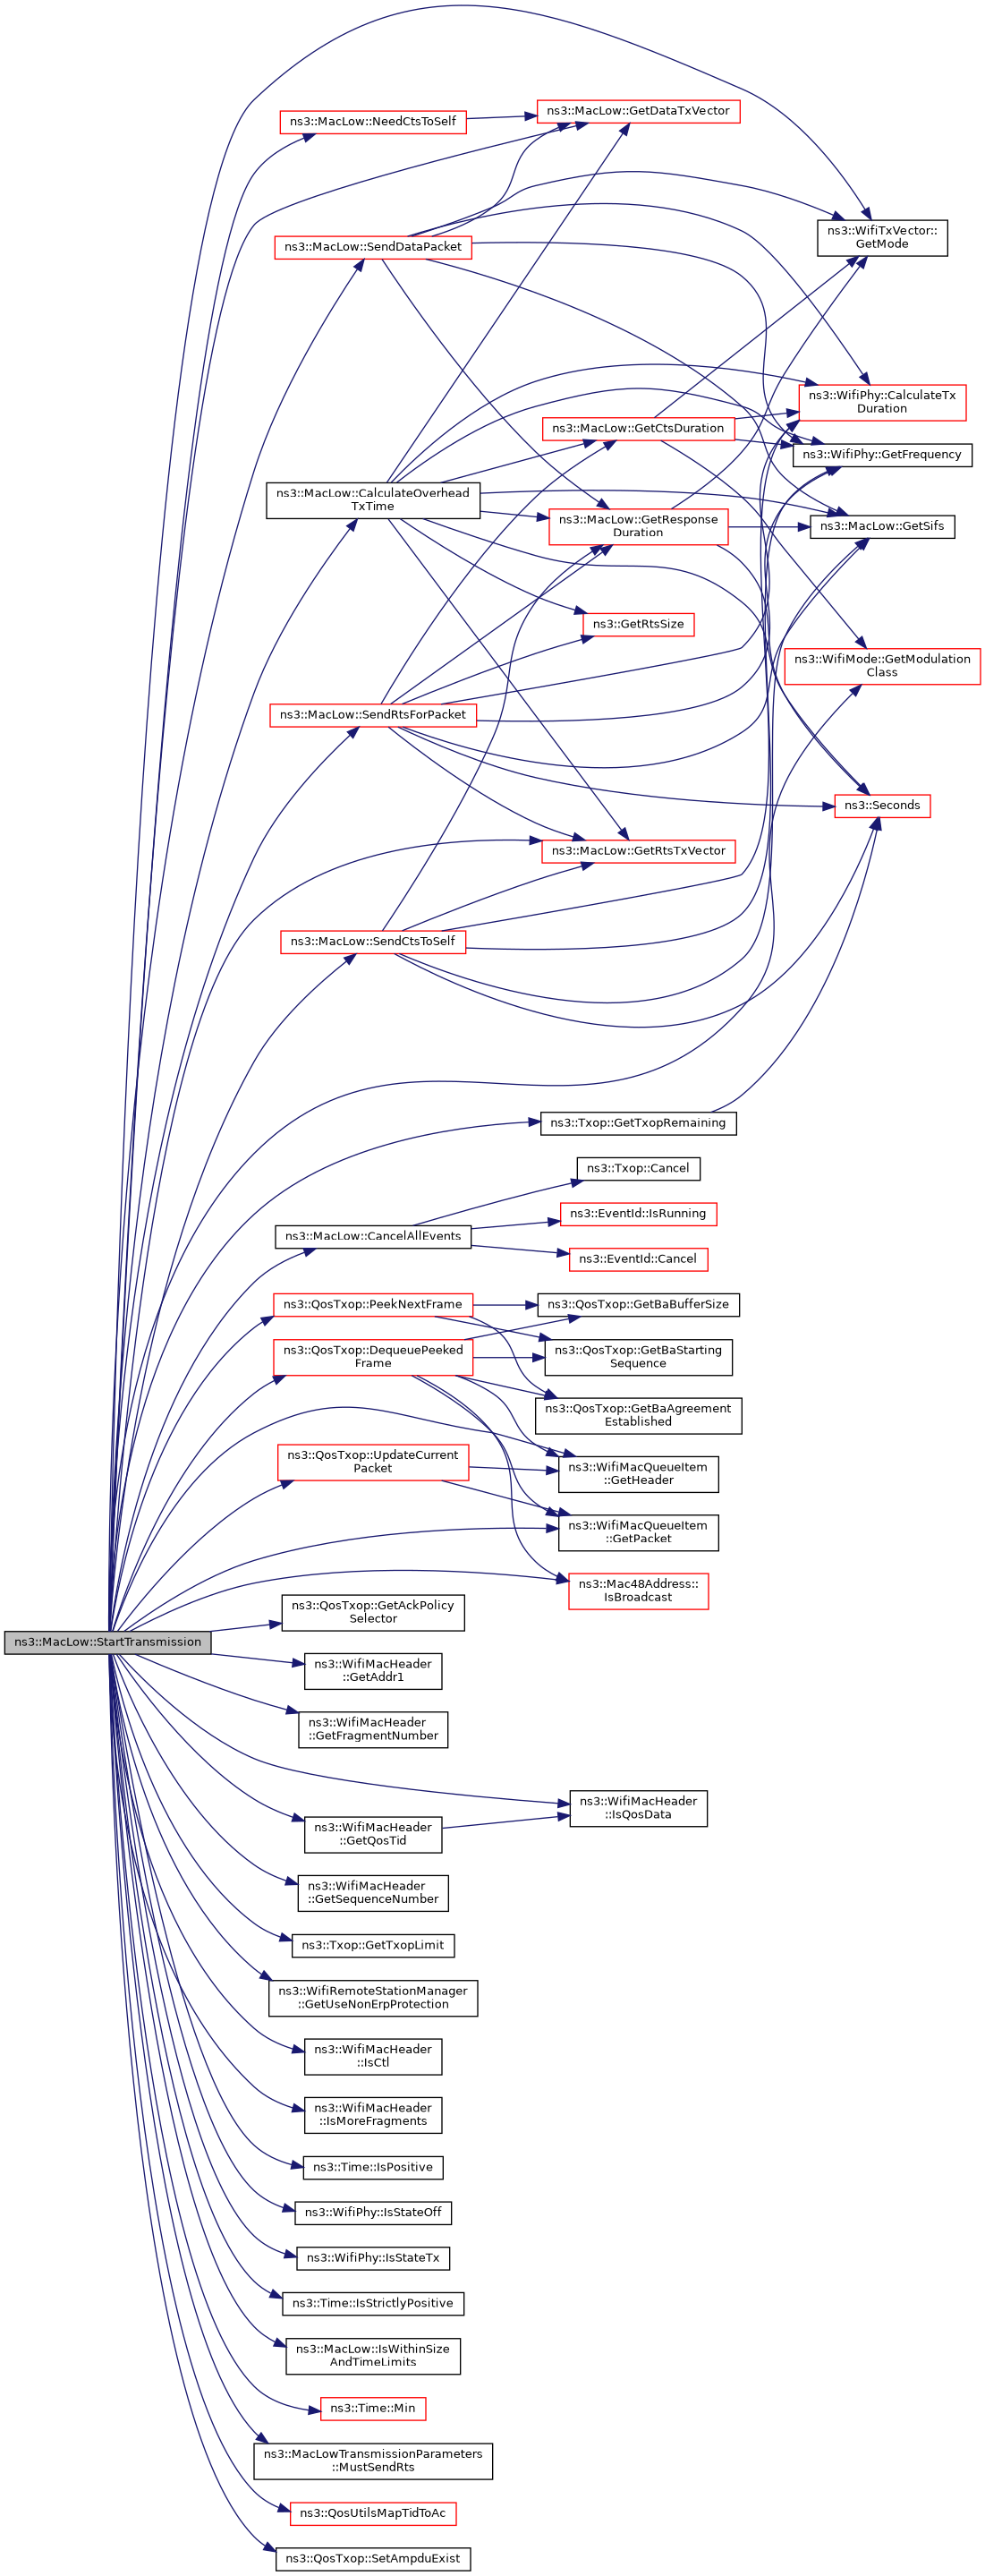 ns3::MacLow::NeedCtsToSelf
ns3::MacLow::GetDataTxVector
ns3::MacLow::SendDataPacket
ns3::WifiTxVector::
GetMode
ns3::WifiPhy::CalculateTx
Duration
ns3::MacLow::GetCtsDuration
ns3::WifiPhy::GetFrequency
ns3::MacLow::CalculateOverhead
TxTime
ns3::MacLow::GetResponse
Duration
ns3::MacLow::GetSifs
ns3::GetRtsSize
ns3::WifiMode::GetModulation
Class
ns3::MacLow::SendRtsForPacket
ns3::Seconds
ns3::MacLow::GetRtsTxVector
ns3::MacLow::SendCtsToSelf
ns3::Txop::GetTxopRemaining
ns3::Txop::Cancel
ns3::EventId::IsRunning
ns3::MacLow::CancelAllEvents
ns3::EventId::Cancel
ns3::QosTxop::PeekNextFrame
ns3::QosTxop::GetBaBufferSize
ns3::QosTxop::DequeuePeeked
Frame
ns3::QosTxop::GetBaStarting
Sequence
ns3::QosTxop::GetBaAgreement
Established
ns3::QosTxop::UpdateCurrent
Packet
ns3::WifiMacQueueItem
::GetHeader
ns3::WifiMacQueueItem
::GetPacket
ns3::Mac48Address::
IsBroadcast
ns3::QosTxop::GetAckPolicy
Selector
ns3::MacLow::StartTransmission
ns3::WifiMacHeader
::GetAddr1
ns3::WifiMacHeader
::GetFragmentNumber
ns3::WifiMacHeader
::IsQosData
ns3::WifiMacHeader
::GetQosTid
ns3::WifiMacHeader
::GetSequenceNumber
ns3::Txop::GetTxopLimit
ns3::WifiRemoteStationManager
::GetUseNonErpProtection
ns3::WifiMacHeader
::IsCtl
ns3::WifiMacHeader
::IsMoreFragments
ns3::Time::IsPositive
ns3::WifiPhy::IsStateOff
ns3::WifiPhy::IsStateTx
ns3::Time::IsStrictlyPositive
ns3::MacLow::IsWithinSize
AndTimeLimits
ns3::Time::Min
ns3::MacLowTransmissionParameters
::MustSendRts
ns3::QosUtilsMapTidToAc
ns3::QosTxop::SetAmpduExist